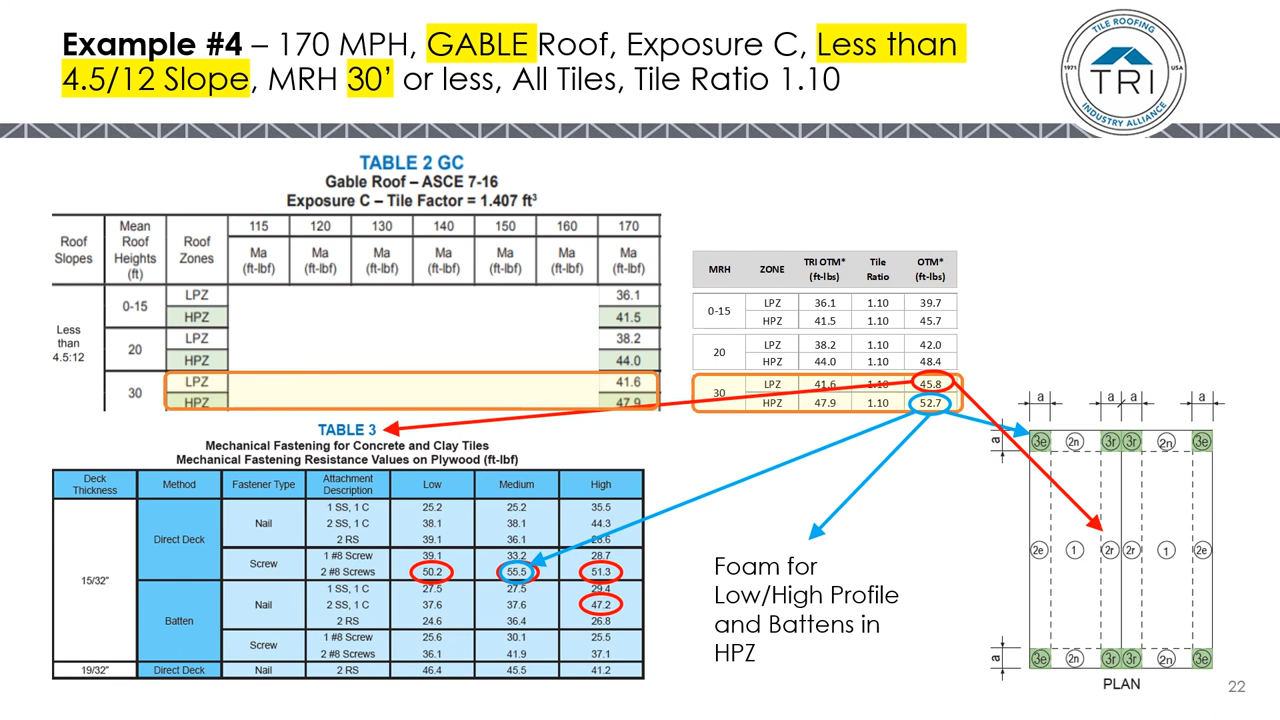 Example #4 – 170 MPH, GABLE Roof, Exposure C, Less than
4.5/12 Slope, MRH 30’ or less, All Tiles, Tile Ratio 1.10
TILE ROOFING
1971 TRI USA
INDUSTRY ALLIANCE
TABLE 2 GC
Gable Roof – ASCE 7-16
Exposure C – Tile Factor = 1.407 ft³
Roof Slopes | Mean Roof Heights (ft) | Roof Zones | 115 | 120 | 130 | 140 | 150 | 160 | 170
Ma (ft-lbf) | Ma (ft-lbf) | Ma (ft-lbf) | Ma (ft-lbf) | Ma (ft-lbf) | Ma (ft-lbf) | Ma (ft-lbf)
Less than 4.5:12 | 0-15 | LPZ | 36.1
HPZ | 41.5
20 | LPZ | 38.2
HPZ | 44.0
30 | LPZ | 41.6
HPZ | 47.9
MRH | ZONE | TRI OTM* (ft-lbs) | Tile Ratio | OTM* (ft-lbs)
0-15 | LPZ | 36.1 | 1.10 | 39.7
HPZ | 41.5 | 1.10 | 45.7
20 | LPZ | 38.2 | 1.10 | 42.0
HPZ | 44.0 | 1.10 | 48.4
30 | LPZ | 41.6 | 1.10 | 45.8
HPZ | 47.9 | 1.10 | 52.7
TABLE 3
Mechanical Fastening for Concrete and Clay Tiles
Mechanical Fastening Resistance Values on Plywood (ft-lbf)
Deck Thickness | Method | Fastener Type | Attachment Description | Low | Medium | High
15/32" | Direct Deck | Nail | 1 SS, 1 C | 25.2 | 25.2 | 35.5
2 SS, 1 C | 38.1 | 38.1 | 44.3
2 RS | 39.1 | 36.1 | 28.6
Screw | 1 #8 Screw | 39.1 | 33.2 | 28.7
2 #8 Screws | 50.2 | 55.5 | 51.3
Batten | Nail | 1 SS, 1 C | 27.5 | 27.5 | 29.4
2 SS, 1 C | 37.6 | 37.6 | 47.2
2 RS | 24.6 | 36.4 | 26.8
Screw | 1 #8 Screw | 25.6 | 30.1 | 25.5
2 #8 Screws | 36.1 | 41.9 | 37.1
19/32" | Direct Deck | Nail | 2 RS | 46.4 | 45.5 | 41.2
Foam for
Low/High Profile
and Battens in
HPZ
a a a a
a 3e 2n 3r 3r 2n 3e
2e 1 2r 2r 1 2e
a 3e 2n 3r 3r 2n 3e
PLAN
22